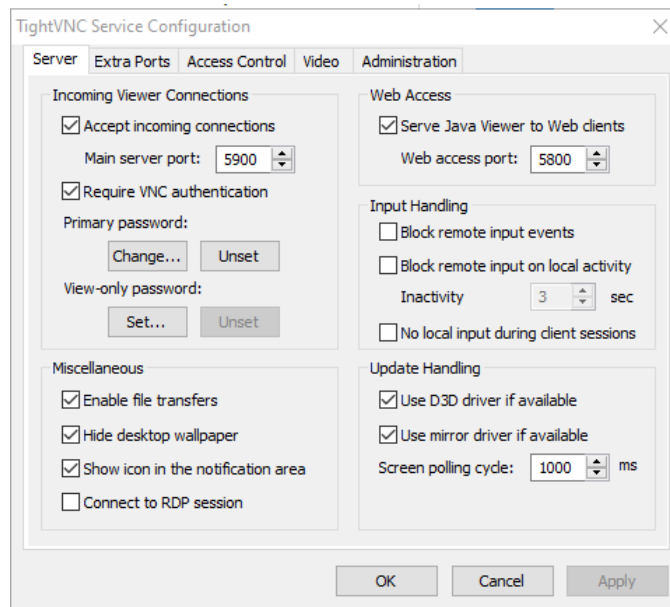 TightVNC Service Configuration
Server Extra Ports Access Control Video Administration
Incoming Viewer Connections
Accept incoming connections
Main server port: 5900
Require VNC authentication
Primary password:
Change... Unset
View-only password:
Set... Unset
Web Access
Serve Java Viewer to Web clients
Web access port: 5800
Input Handling
Block remote input events
Block remote input on local activity
Inactivity 3 sec
No local input during client sessions
Miscellaneous
Enable file transfers
Hide desktop wallpaper
Show icon in the notification area
Connect to RDP session
Update Handling
Use D3D driver if available
Use mirror driver if available
Screen polling cycle: 1000 ms
OK Cancel Apply